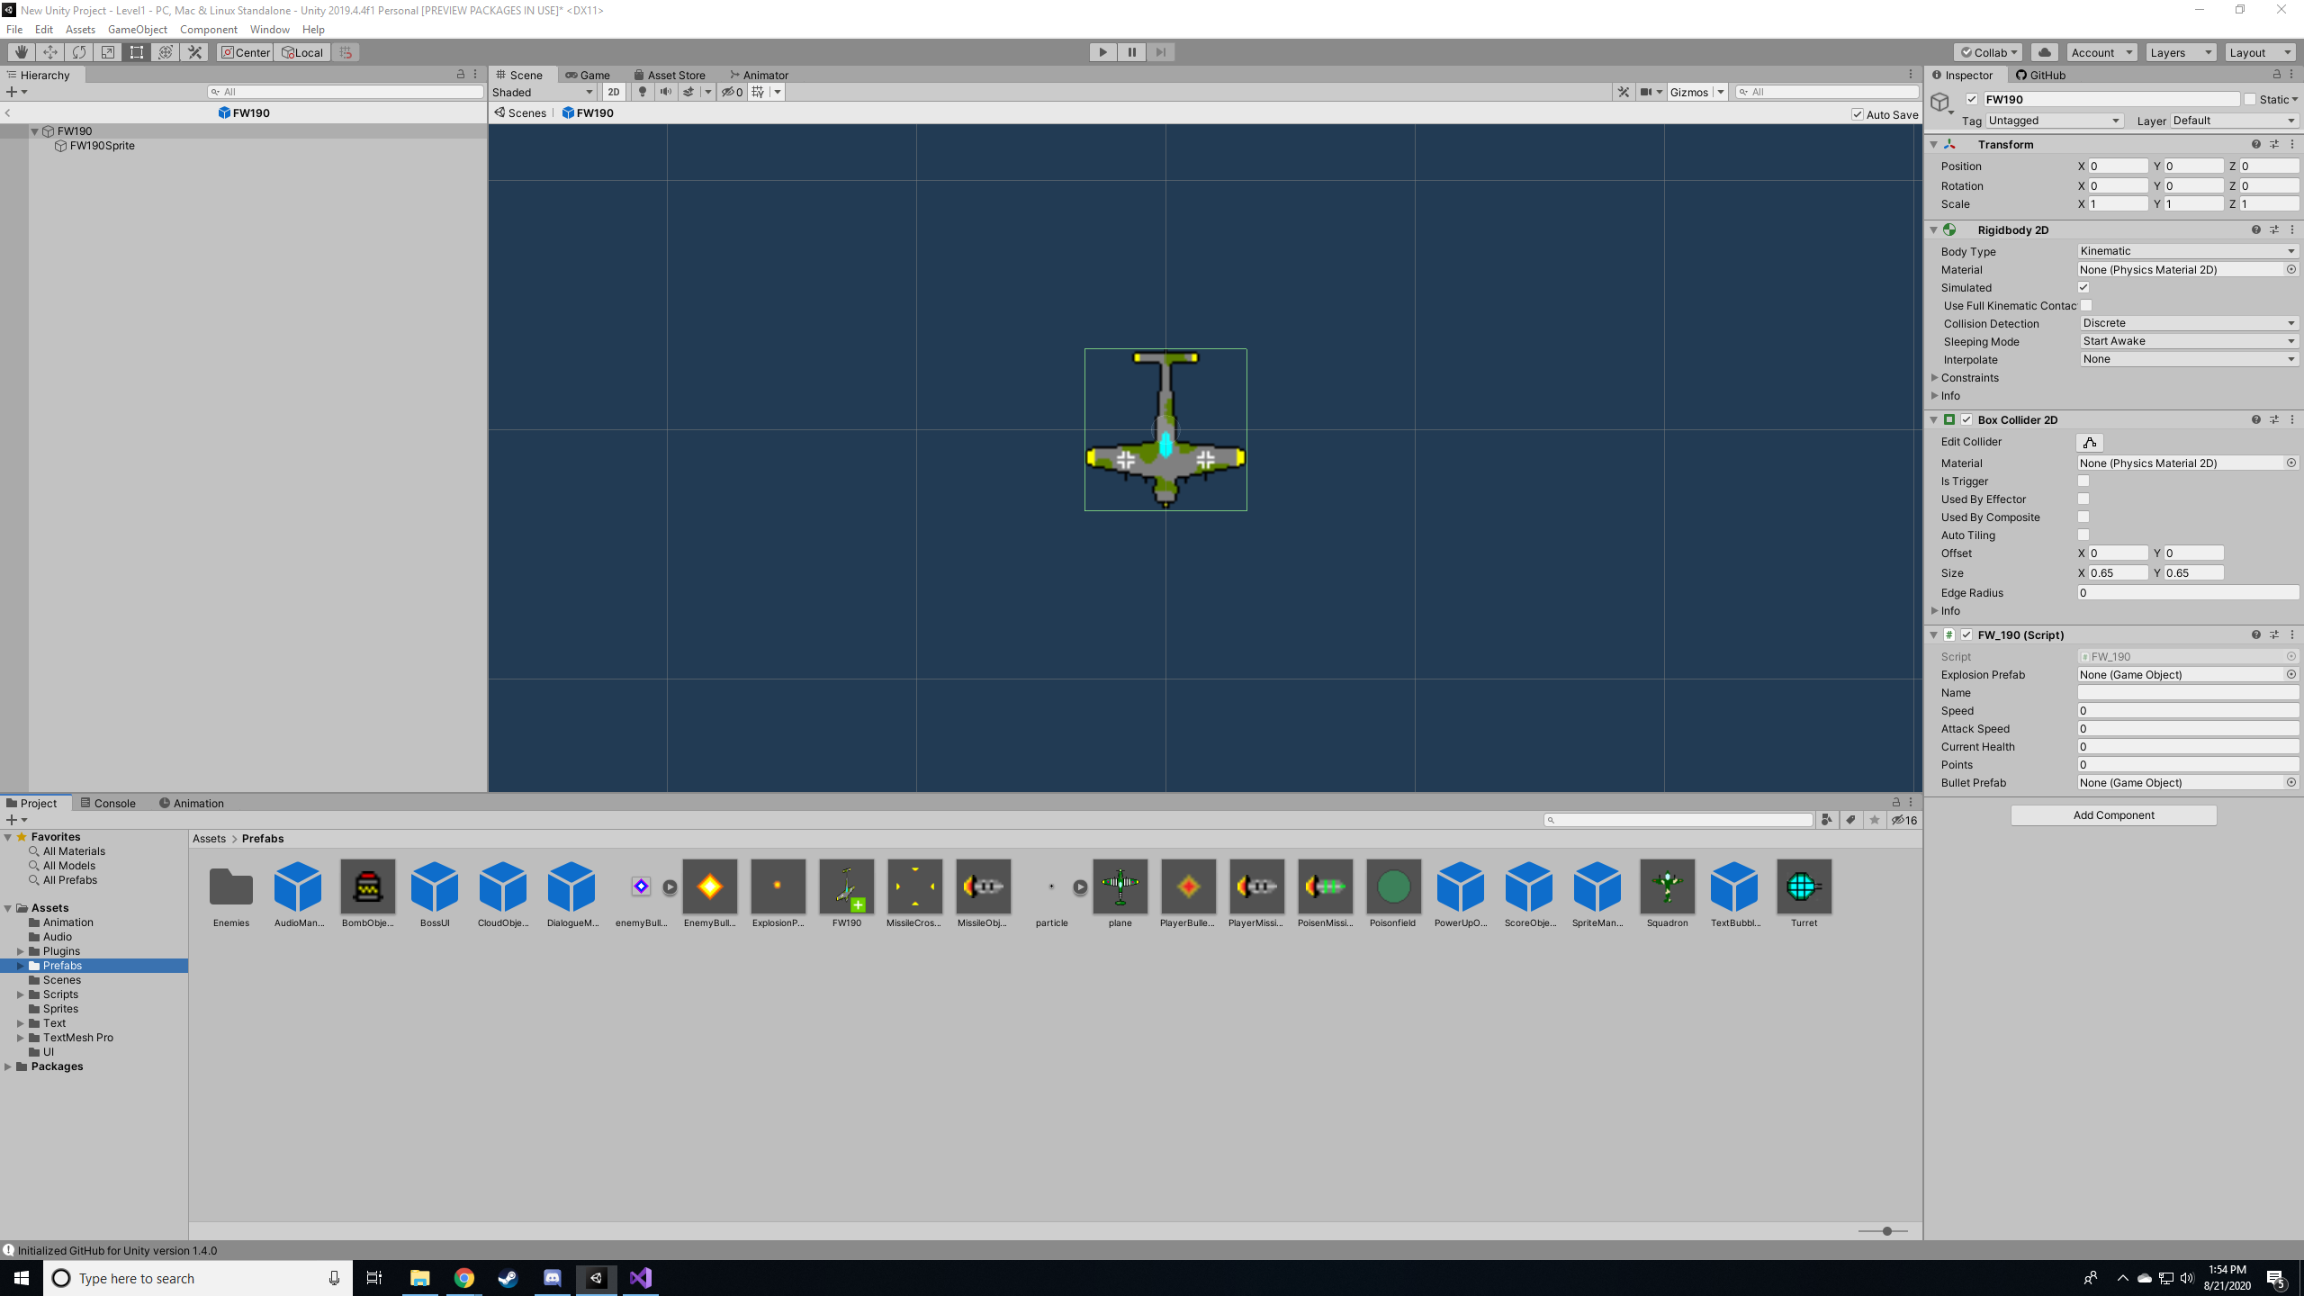 New Unity Project - Level1 - PC, Mac & Linux Standalone - Unity 2019.4.4f1 Personal [PREVIEW PACKAGES IN USE]* <DX11>
File Edit Assets GameObject Component Window Help
Center Local Collab Account Layers Layout
Hierarchy
All
FW190
FW190
FW190Sprite
Scene Game Asset Store Animator
Shaded 2D 0 Gizmos All
Scenes FW190 Auto Save
Inspector GitHub
FW190 Static
Tag Untagged Layer Default
Transform
Position X 0 Y 0 Z 0
Rotation X 0 Y 0 Z 0
Scale X 1 Y 1 Z 1
Rigidbody 2D
Body Type Kinematic
Material None (Physics Material 2D)
Simulated
Use Full Kinematic Contac
Collision Detection Discrete
Sleeping Mode Start Awake
Interpolate None
Constraints
Info
Box Collider 2D
Edit Collider
Material None (Physics Material 2D)
Is Trigger
Used By Effector
Used By Composite
Auto Tiling
Offset X 0 Y 0
Size X 0.65 Y 0.65
Edge Radius 0
Info
FW_190 (Script)
Script FW_190
Explosion Prefab None (Game Object)
Name
Speed 0
Attack Speed 0
Current Health 0
Points 0
Bullet Prefab None (Game Object)
Add Component
Project Console Animation
16
Favorites
All Materials
All Models
All Prefabs
Assets
Animation
Audio
Plugins
Prefabs
Scenes
Scripts
Sprites
Text
TextMesh Pro
UI
Packages
Assets > Prefabs
Enemies AudioMan... BombObje... BossUI CloudObje... DialogueM... enemyBull... EnemyBull... ExplosionP... FW190 MissileCros... MissileObj... particle plane PlayerBulle... PlayerMissi... PoisenMissi... Poisonfield PowerUpO... ScoreObje... SpriteMan... Squadron TextBubbl... Turret
Initialized GitHub for Unity version 1.4.0
Type here to search
1:54 PM
8/21/2020
5